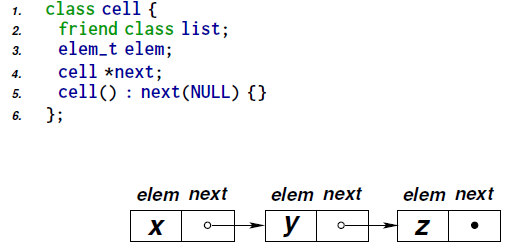 1. class cell {
2. friend class list;
3. elem_t elem;
4. cell *next;
5. cell() : next(NULL) {}
6. };
elem next elem next elem next
x y z